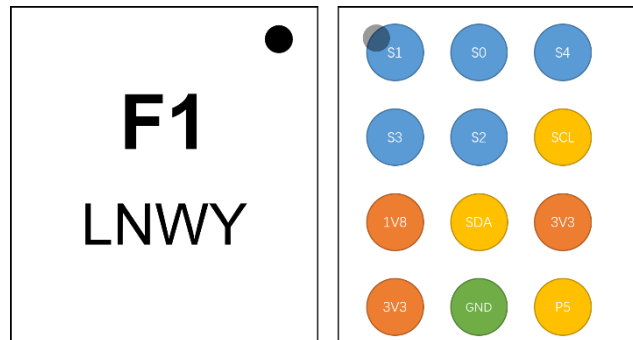 F1
LNWY
S1 S0 S4
S3 S2 SCL
1V8 SDA 3V3
3V3 GND P5